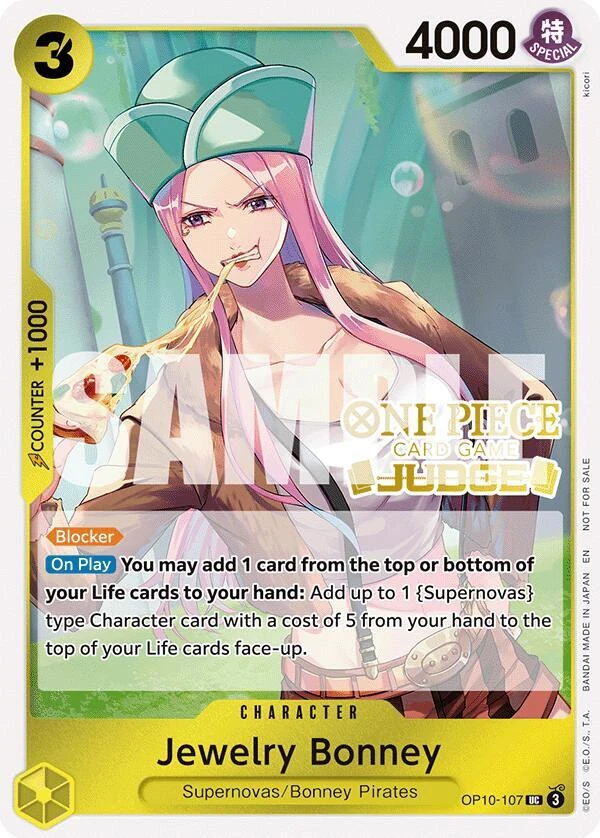 3
4000
特
SPECIAL
kicori
COUNTER +1000
SAMPLE
ONE PIECE
CARD GAME
JUDGE
Blocker
On Play You may add 1 card from the top or bottom of
your Life cards to your hand: Add up to 1 {Supernovas}
type Character card with a cost of 5 from your hand to the
top of your Life cards face-up.
©EO/S ©E.O./S., T.A. BANDAI MADE IN JAPAN EN NOT FOR SALE
CHARACTER
Jewelry Bonney
Supernovas/Bonney Pirates
OP10-107 UC 3